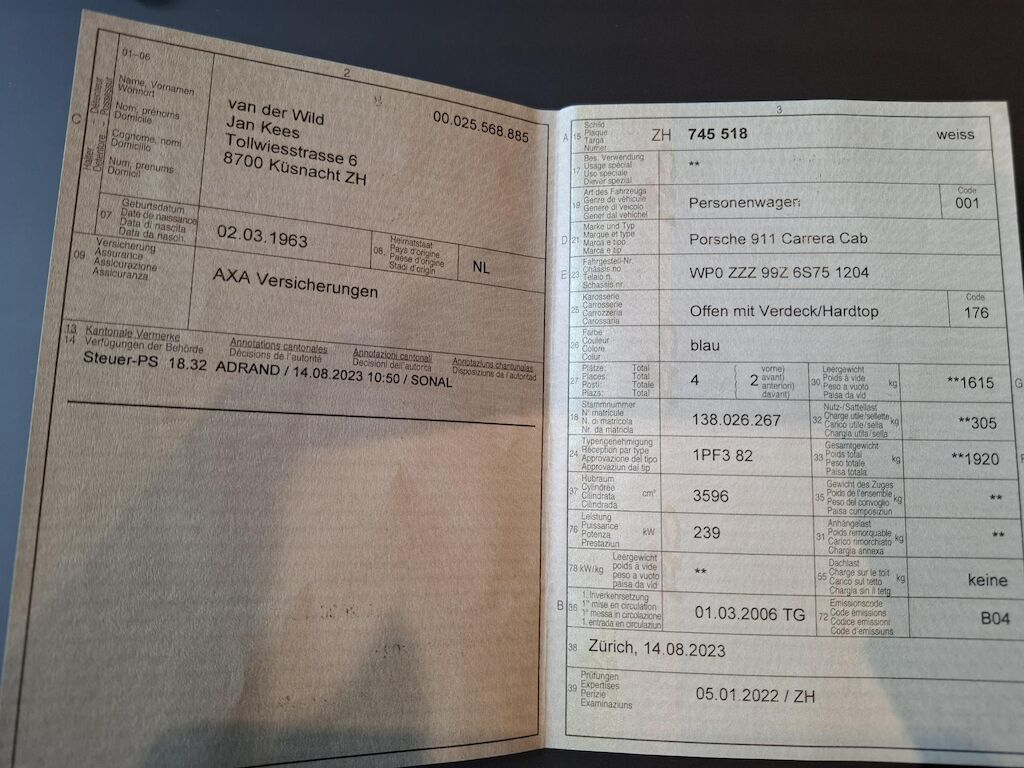 2
01–06
C
Halter - Détenteur
Detentore - Possessur
Name, Vornamen
Wohnort
Nom, prénoms
Domicile
Cognome, nomi
Domicilio
Num, prenums
Domicil
00.025.568.885
van der Wild
Jan Kees
Tollwiesstrasse 6
8700 Küsnacht ZH
07
Geburtsdatum
Date de naissance
Data di nascita
Data da nasch.
02.03.1963
08
Heimatstaat
Pays d'origine
Paese d'origine
Stadi d'origin
NL
09
Versicherung
Assurance
Assicurazione
Assicuranza
AXA Versicherungen
13 Kantonale Vermerke
14 Verfügungen der Behörde
Annotations cantonales
Décisions de l'autorité
Annotazioni cantonali
Decisioni dell'autorità
Annotaziuns chantunalas
Disposiziuns da l'autoritad
Steuer-PS 18.32 ADRAND / 14.08.2023 10:50 / SONAL
3
A 15
Schild
Plaque
Targa
Numer
ZH 745 518 weiss
17
Bes. Verwendung
Usage spécial
Uso speciale
Diever spezial
**
19
Art des Fahrzeugs
Genre de véhicule
Genere di veicolo
Gener dal vehichel
Personenwagen
Code
001
D 21
Marke und Typ
Marque et type
Marca e tipo
Marca e tip
Porsche 911 Carrera Cab
E 23
Fahrgestell-Nr.
Châssis no
Telaio n.
Schassis nr.
WP0 ZZZ 99Z 6S75 1204
25
Karosserie
Carrosserie
Carrozzeria
Carossaria
Offen mit Verdeck/Hardtop
Code
176
26
Farbe
Couleur
Colore
Colur
blau
27
Plätze: Total
Places: Total
Posti: Totale
Plazs: Total
4
2
vorne)
avant)
anteriori)
davant)
30
Leergewicht
Poids à vide
Peso a vuoto
Paisa da vid
kg
**1615
G
18
Stammnummer
N° matricule
N. di matricola
Nr. da matricla
138.026.267
32
Nutz-/Sattellast
Charge utile/sellette
Carico utile/sella
Chargia utila/sella
kg
**305
24
Typengenehmigung
Réception par type
Approvazione del tipo
Approvaziun dal tip
1PF3 82
33
Gesamtgewicht
Poids total
Peso totale
Paisa totala
kg
**1920
F
37
Hubraum
Cylindrée
Cilindrata
Cilindrada
cm³
3596
35
Gewicht des Zuges
Poids de l'ensemble
Peso del convoglio
Paisa cumposiziun
kg
**
76
Leistung
Puissance
Potenza
Prestaziun
kW
239
31
Anhängelast
Poids remorquable
Carico rimorchiato
Chargia annexa
kg
**
78 kW/kg
Leergewicht
poids à vide
peso a vuoto
paisa da vid
**
55
Dachlast
Charge sur le toit
Carico sul tetto
Chargia sin il tetg
kg
keine
B 36
1. Inverkehrsetzung
1re mise en circulation
1a messa in circolazione
1. entrada en circulaziun
01.03.2006 TG
72
Emissionscode
Code émissions
Codice emissioni
Code d'emissiuns
B04
38 Zürich, 14.08.2023
39
Prüfungen
Expertises
Perizie
Examinaziuns
05.01.2022 / ZH